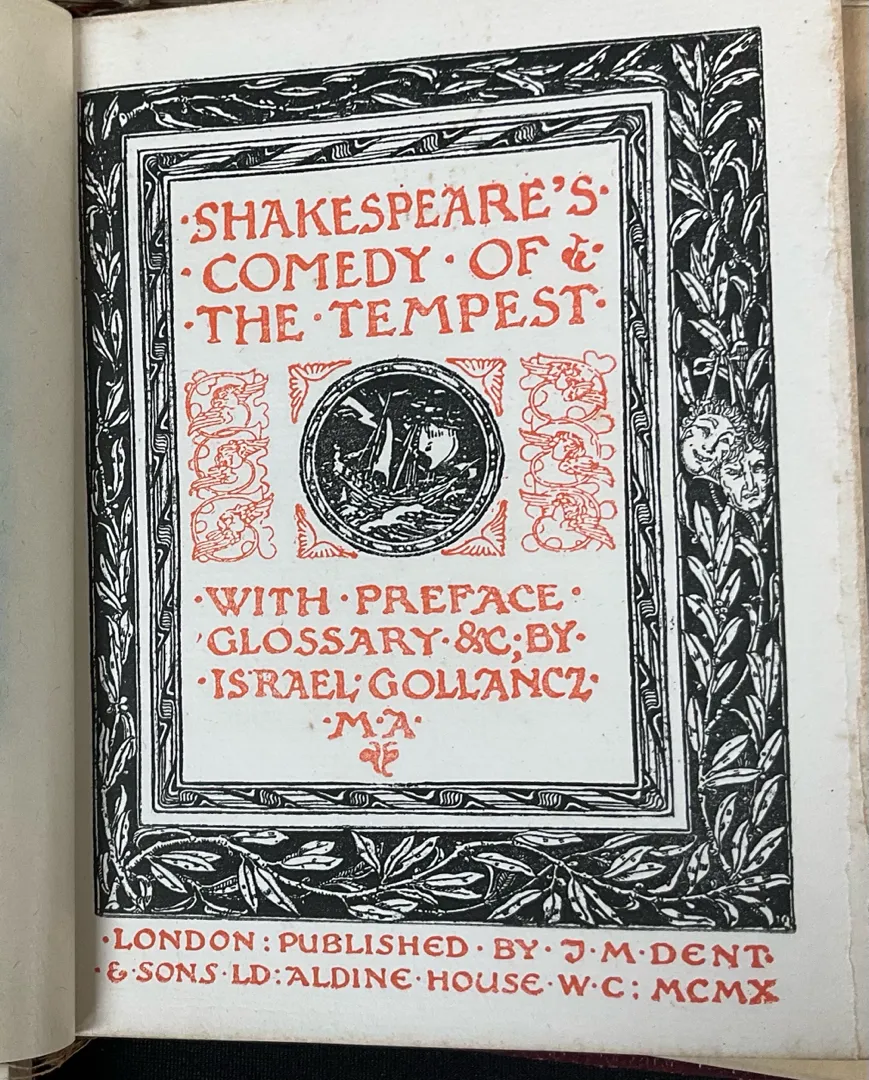 ·SHAKESPEARE'S·
·COMEDY·OF
·THE·TEMPEST·
·WITH·PREFACE·
GLOSSARY·&C;BY·
·ISRAEL GOLLANCZ·
·M·A·
·LONDON: PUBLISHED·BY·J·M·DENT·
·&·SONS·LD: ALDINE·HOUSE·W·C: MCMX